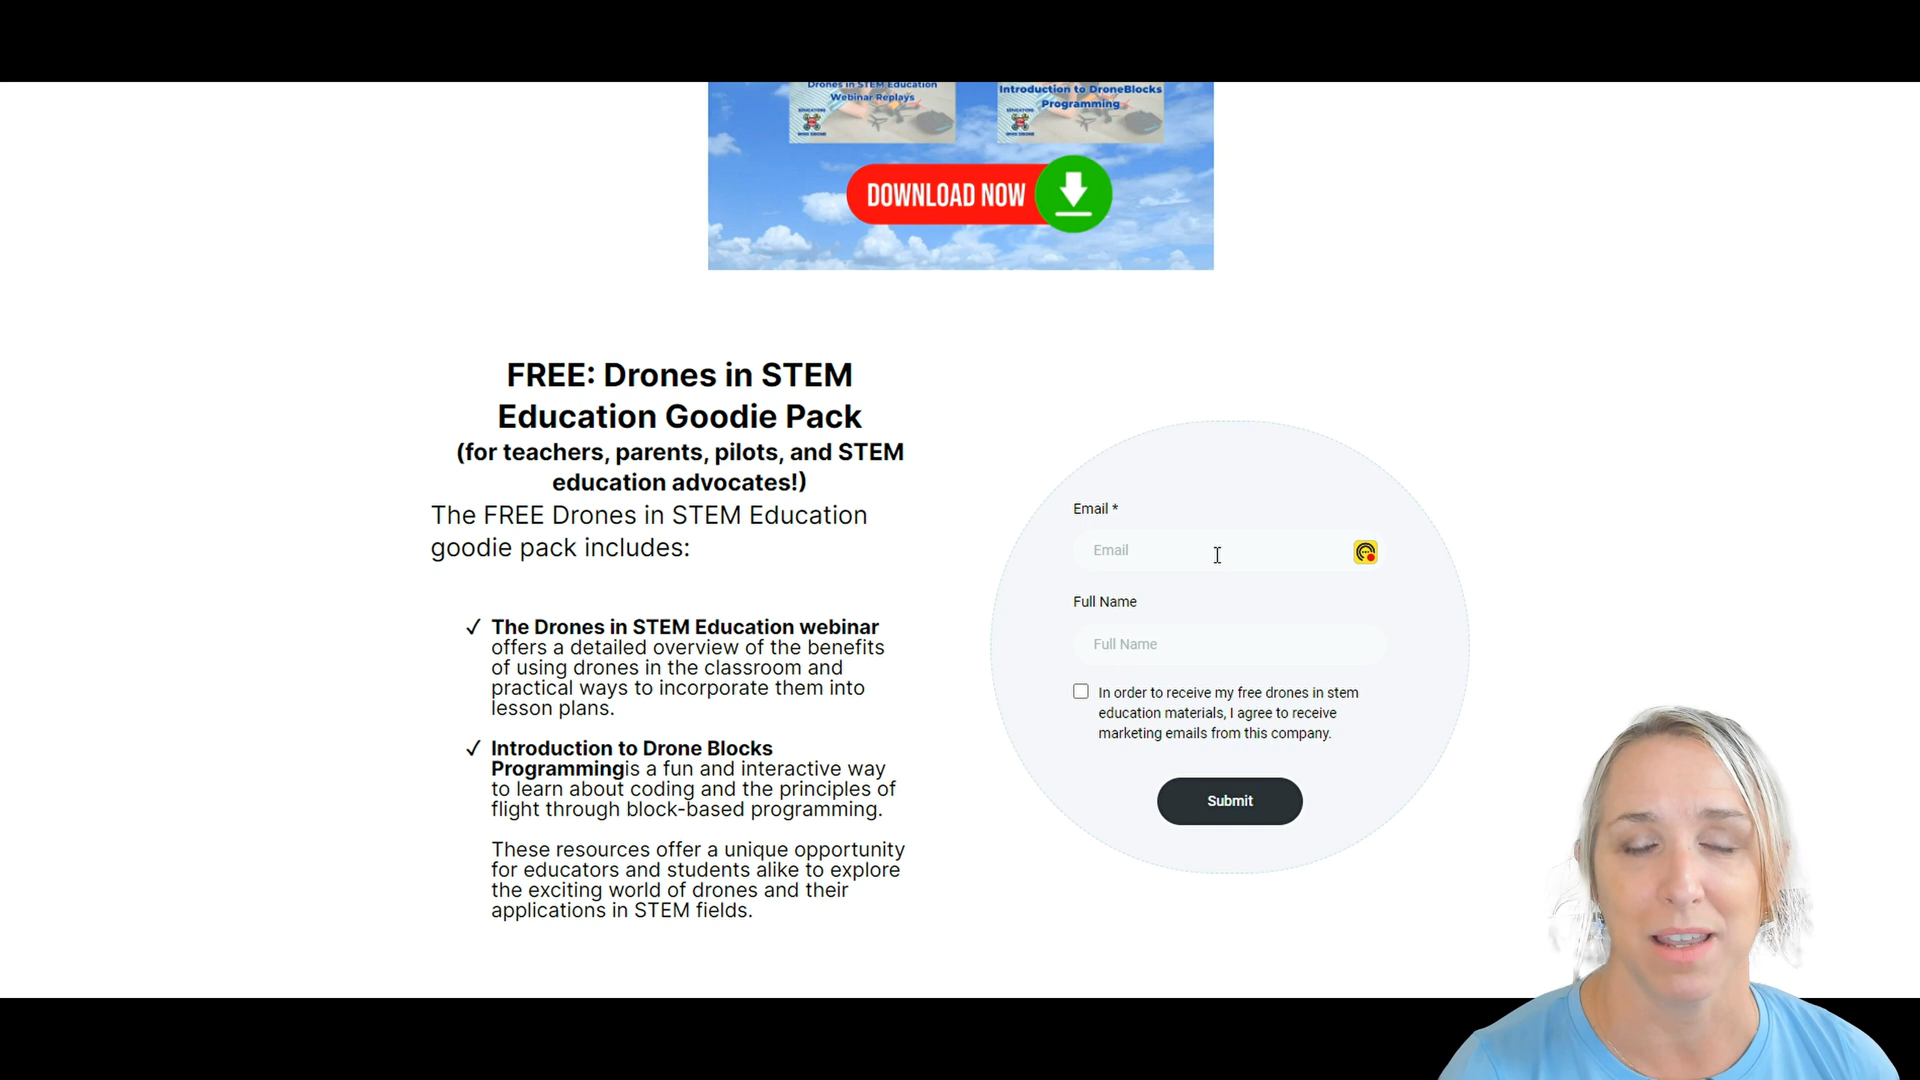 Drones in STEM Education
Webinar Replays
Introduction to DroneBlocks
Programming
DOWNLOAD NOW
FREE: Drones in STEM
Education Goodie Pack
(for teachers, parents, pilots, and STEM
education advocates!)
The FREE Drones in STEM Education
goodie pack includes:
✓ The Drones in STEM Education webinar
offers a detailed overview of the benefits
of using drones in the classroom and
practical ways to incorporate them into
lesson plans.
✓ Introduction to Drone Blocks
Programmingis a fun and interactive way
to learn about coding and the principles of
flight through block-based programming.
These resources offer a unique opportunity
for educators and students alike to explore
the exciting world of drones and their
applications in STEM fields.
Email *
Email
Full Name
Full Name
In order to receive my free drones in stem
education materials, I agree to receive
marketing emails from this company.
Submit